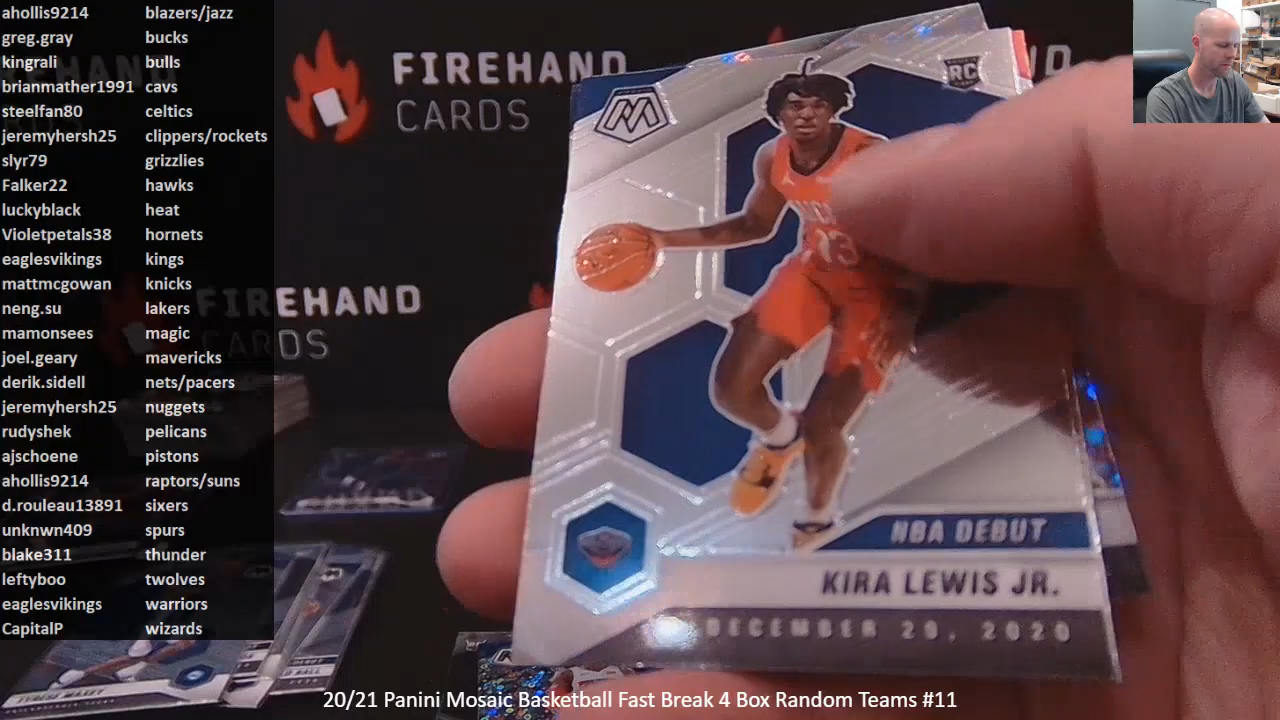 ahollis9214 blazers/jazz
greg.gray bucks
kingrali bulls
brianmather1991 cavs
steelfan80 celtics
jeremyhersh25 clippers/rockets
slyr79 grizzlies
Falker22 hawks
luckyblack heat
Violetpetals38 hornets
eaglesvikings kings
mattmcgowan knicks
neng.su lakers
mamonsees magic
joel.geary mavericks
derik.sidell nets/pacers
jeremyhersh25 nuggets
rudyshek pelicans
ajschoene pistons
ahollis9214 raptors/suns
d.rouleau13891 sixers
unknwn409 spurs
blake311 thunder
leftyboo twolves
eaglesvikings warriors
CapitalP wizards
FIREHAND
CARDS
FIREHAND
CARDS
RC
13
NBA DEBUT
KIRA LEWIS JR.
DECEMBER 29, 2020
TYRESE MAXEY
20/21 Panini Mosaic Basketball Fast Break 4 Box Random Teams #11